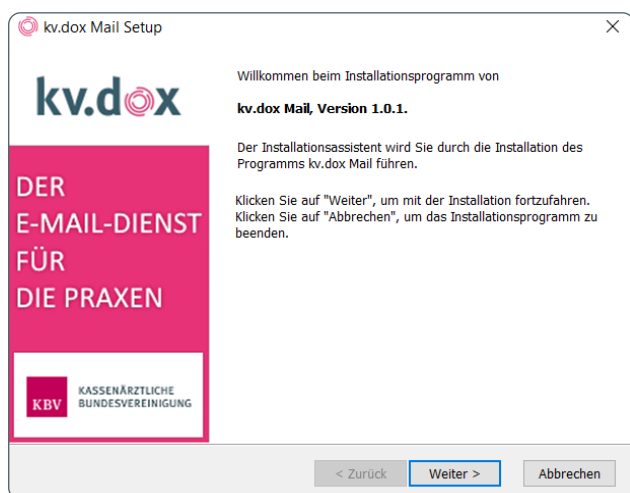 kv.dox Mail Setup
kv.dox
DER
E-MAIL-DIENST
FÜR
DIE PRAXEN
KBV
KASSENÄRZTLICHE
BUNDESVEREINIGUNG
Willkommen beim Installationsprogramm von
kv.dox Mail, Version 1.0.1.
Der Installationsassistent wird Sie durch die Installation des
Programms kv.dox Mail führen.
Klicken Sie auf "Weiter", um mit der Installation fortzufahren.
Klicken Sie auf "Abbrechen", um das Installationsprogramm zu
beenden.
< Zurück
Weiter >
Abbrechen